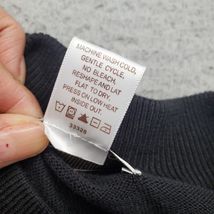 MACHINE WASH COLD,
GENTLE CYCLE.
NO BLEACH.
RESHAPE AND LAY
FLAT TO DRY.
PRESS ON LOW HEAT
INSIDE OUT.
33328